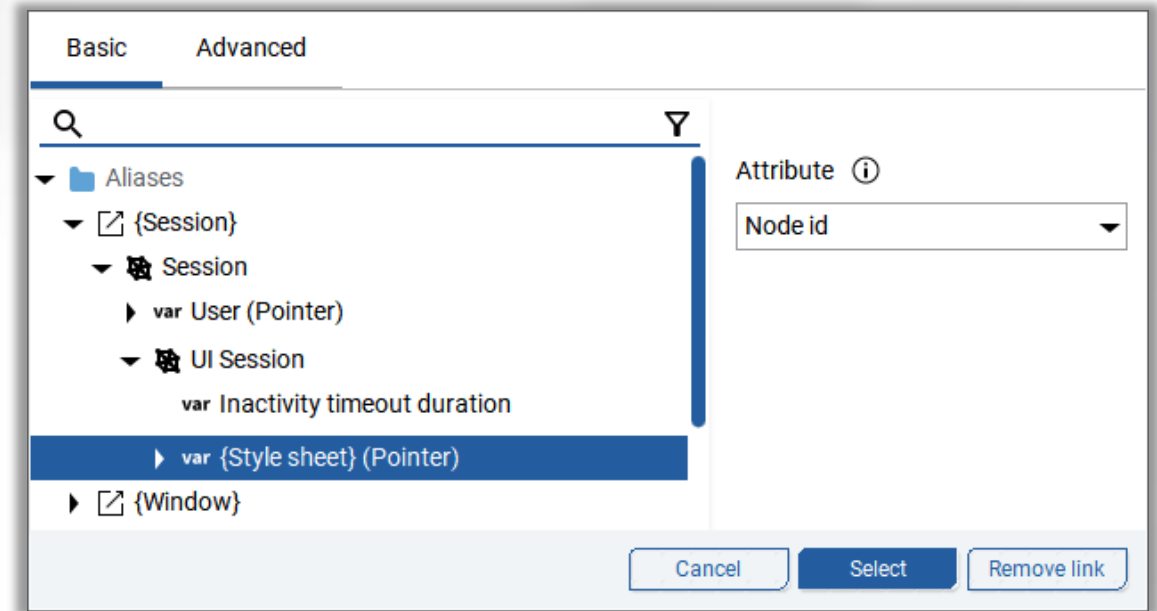 Basic Advanced
Aliases
{Session}
Session
var User (Pointer)
UI Session
var Inactivity timeout duration
var {Style sheet} (Pointer)
{Window}
Attribute
Node id
Cancel Select Remove link